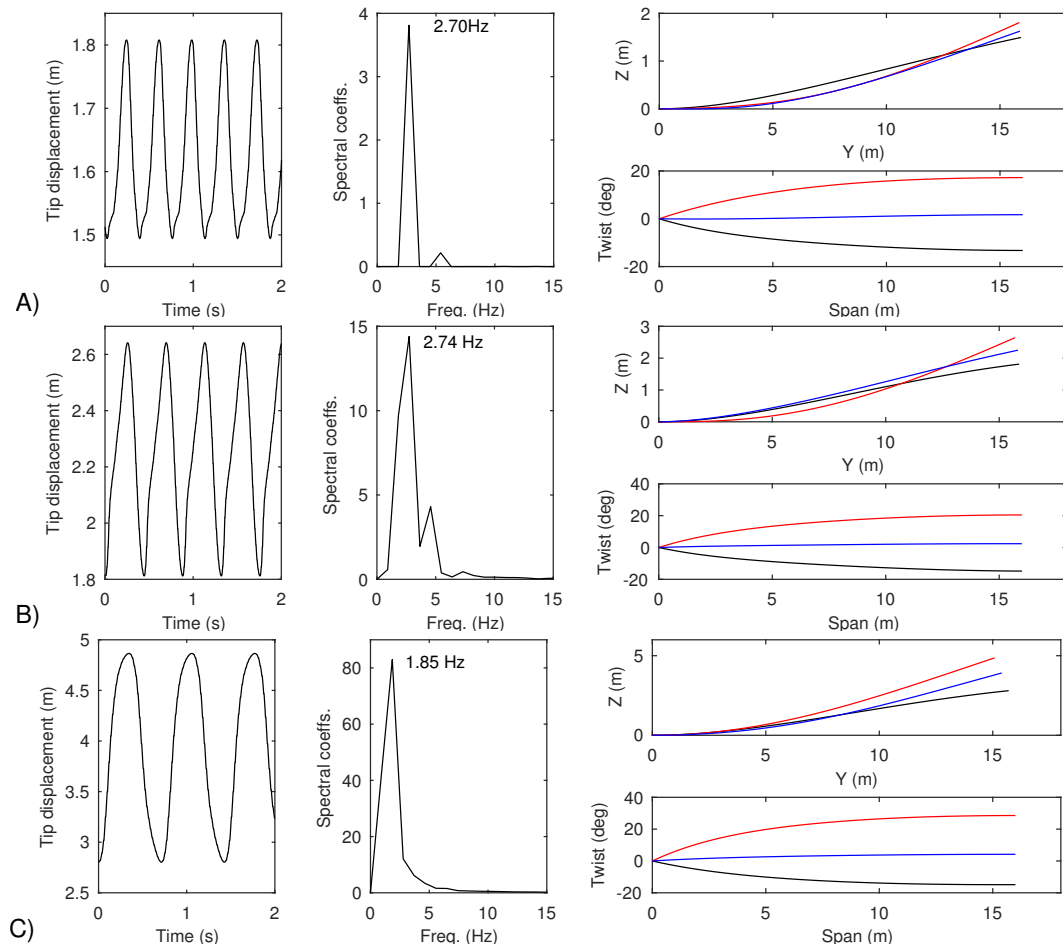 Tip displacement (m)
1.8
1.7
1.6
1.5
0 1 2
Time (s)
Spectral coeffs.
4
3
2
1
0
2.70Hz
0 5 10 15
Freq. (Hz)
Z (m)
2
1
0
0 5 10 15
Y (m)
Twist (deg)
20
0
-20
0 5 10 15
Span (m)
A)
Tip displacement (m)
2.6
2.4
2.2
2
1.8
0 1 2
Time (s)
Spectral coeffs.
15
10
5
0
2.74 Hz
0 5 10 15
Freq. (Hz)
Z (m)
3
2
1
0
0 5 10 15
Y (m)
Twist (deg)
40
20
0
-20
0 5 10 15
Span (m)
B)
Tip displacement (m)
5
4.5
4
3.5
3
2.5
0 1 2
Time (s)
Spectral coeffs.
80
60
40
20
0
1.85 Hz
0 5 10 15
Freq. (Hz)
Z (m)
5
0
0 5 10 15
Y (m)
Twist (deg)
40
20
0
-20
0 5 10 15
Span (m)
C)